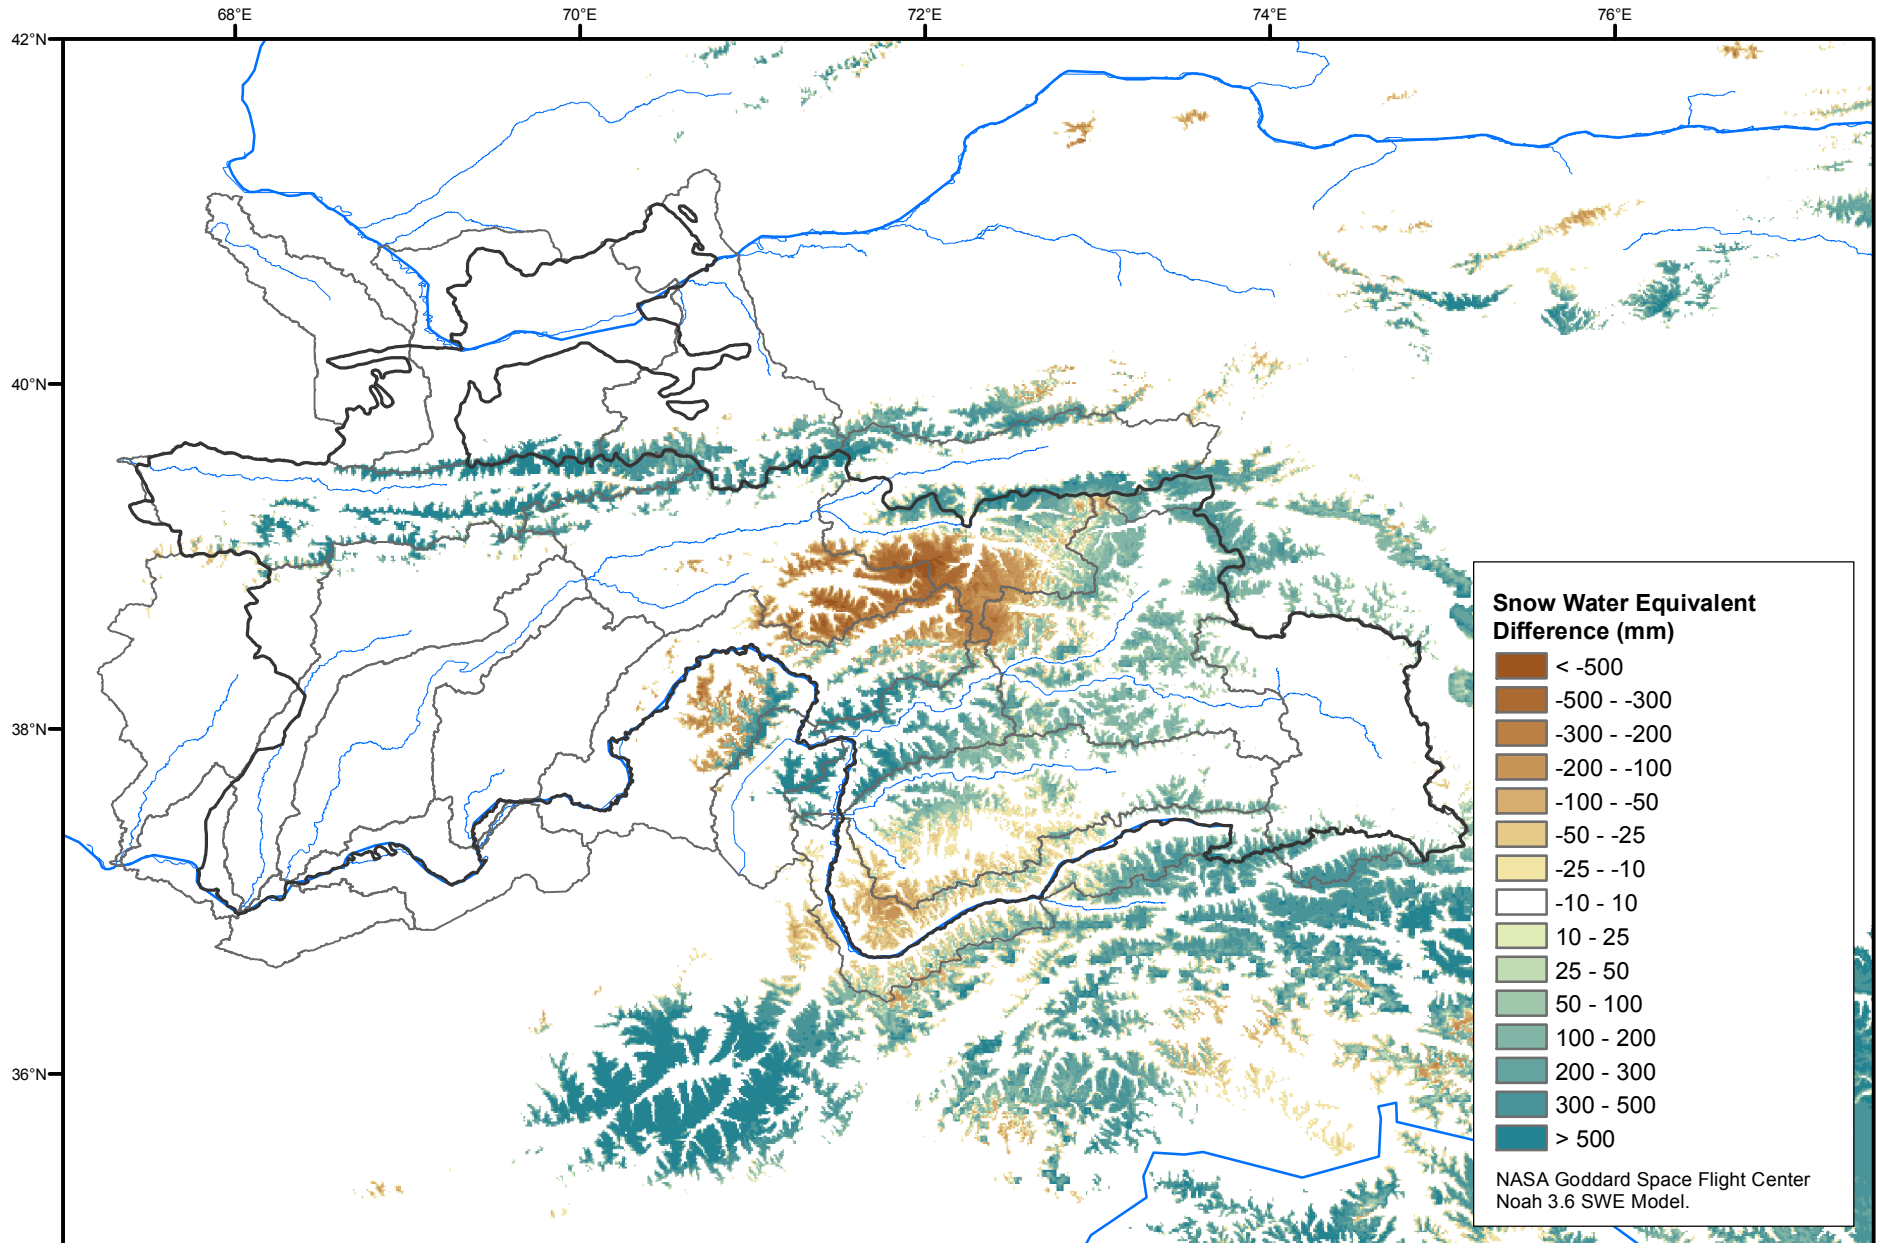 68°E
70°E
72°E
74°E
76°E
42°N
40°N
38°N
36°N
Snow Water Equivalent
Difference (mm)
< -500
-500 - -300
-300 - -200
-200 - -100
-100 - -50
-50 - -25
-25 - -10
-10 - 10
10 - 25
25 - 50
50 - 100
100 - 200
200 - 300
300 - 500
> 500
NASA Goddard Space Flight Center
Noah 3.6 SWE Model.